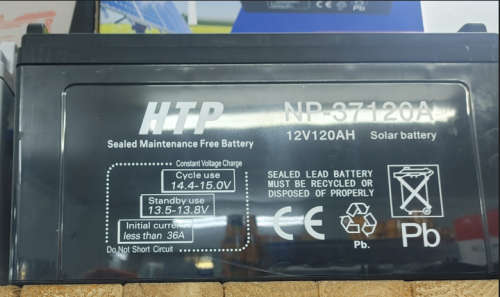 HTP
Sealed Maintenance Free Battery
NP-37120A
12V120AH Solar battery
Constant Voltage Charge
Cycle use
14.4-15.0V
Standby use
13.5-13.8V
Initial current
less than 36A
Do Not Short Circuit
SEALED LEAD BATTERY
MUST BE RECYCLED OR
DISPOSED OF PROPERLY
CE
Pb.
Pb